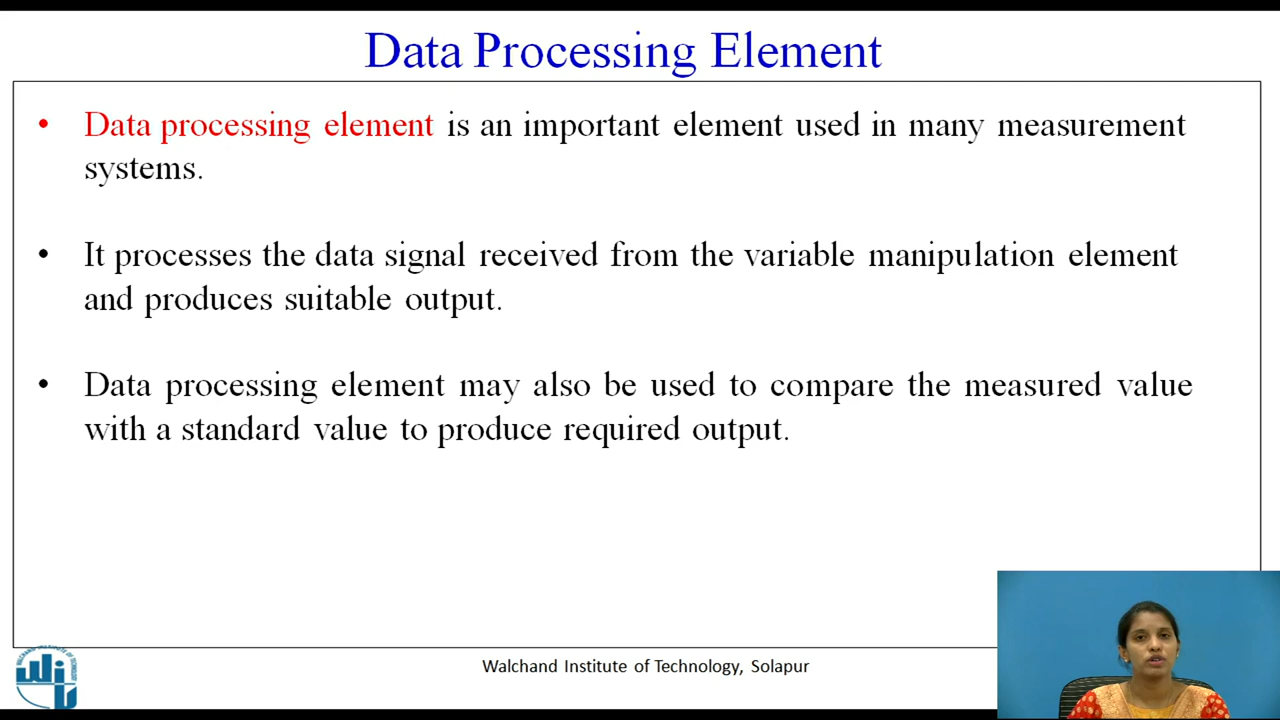 Data Processing Element
• Data processing element is an important element used in many measurement
systems.
• It processes the data signal received from the variable manipulation element
and produces suitable output.
• Data processing element may also be used to compare the measured value
with a standard value to produce required output.
Walchand Institute of Technology, Solapur